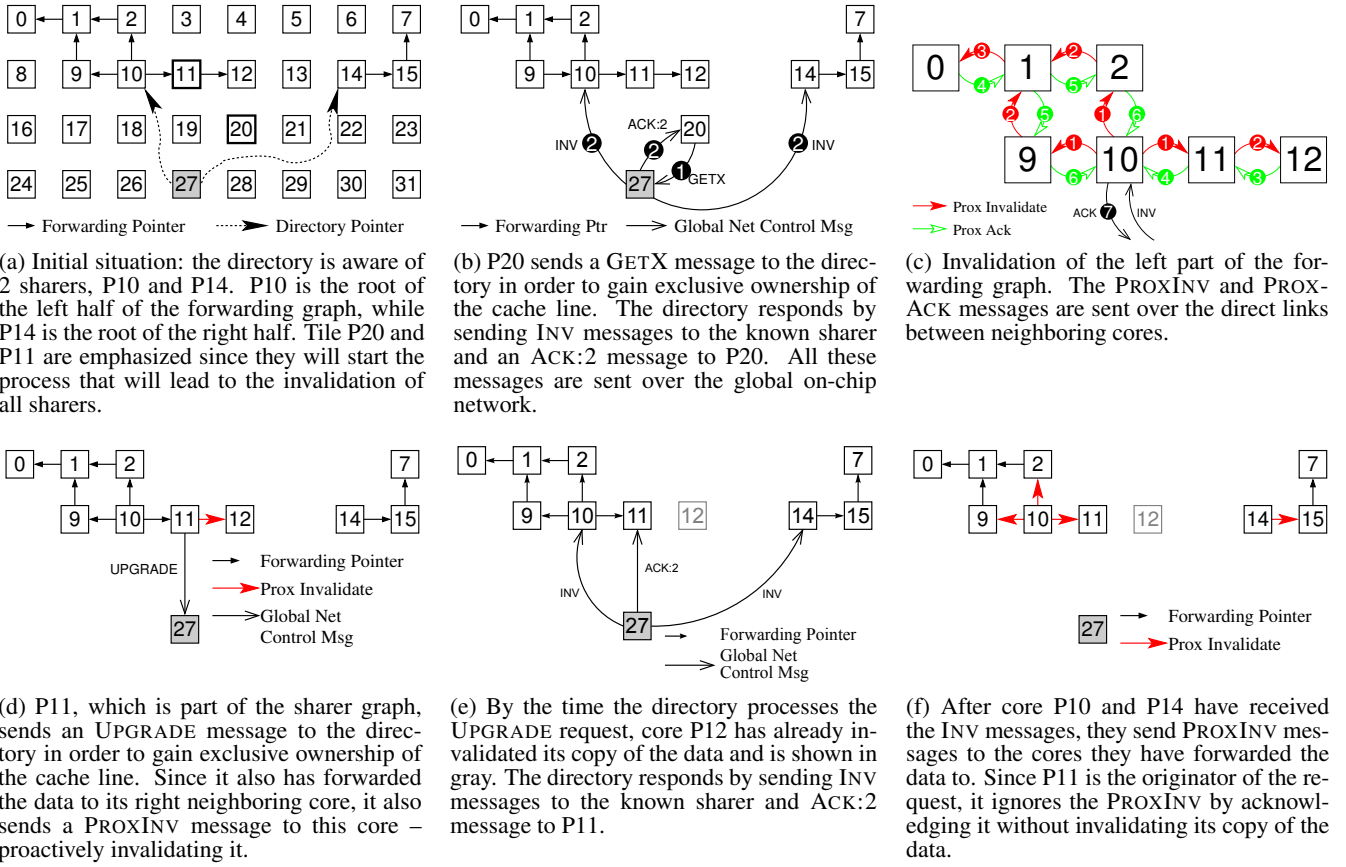 0 1 2 3 4 5 6 7
8 9 10 11 12 13 14 15
16 17 18 19 20 21 22 23
24 25 26 27 28 29 30 31
Forwarding Pointer Directory Pointer
(a) Initial situation: the directory is aware of
2 sharers, P10 and P14. P10 is the root of
the left half of the forwarding graph, while
P14 is the root of the right half. Tile P20 and
P11 are emphasized since they will start the
process that will lead to the invalidation of
all sharers.
0 1 2 7
9 10 11 12 14 15
ACK:2 20
INV 2 2 2 INV
27 1 GETX
Forwarding Ptr Global Net Control Msg
(b) P20 sends a GETX message to the direc-
tory in order to gain exclusive ownership of
the cache line. The directory responds by
sending INV messages to the known sharer
and an ACK:2 message to P20. All these
messages are sent over the global on-chip
network.
3 2
0 1 2
4 5
2 5 1 6
1 1 2
9 10 11 12
6 4 3
Prox Invalidate ACK 7 INV
Prox Ack
(c) Invalidation of the left part of the for-
warding graph. The PROXINV and PROX-
ACK messages are sent over the direct links
between neighboring cores.
0 1 2 7
9 10 11 12 14 15
UPGRADE
27
Forwarding Pointer
Prox Invalidate
Global Net
Control Msg
(d) P11, which is part of the sharer graph,
sends an UPGRADE message to the direc-
tory in order to gain exclusive ownership of
the cache line. Since it also has forwarded
the data to its right neighboring core, it also
sends a PROXINV message to this core –
proactively invalidating it.
0 1 2 7
9 10 11 12 14 15
INV ACK:2 INV
27
Forwarding Pointer
Global Net
Control Msg
(e) By the time the directory processes the
UPGRADE request, core P12 has already in-
validated its copy of the data and is shown in
gray. The directory responds by sending INV
messages to the known sharer and ACK:2
message to P11.
0 1 2 7
9 10 11 12 14 15
27
Forwarding Pointer
Prox Invalidate
(f) After core P10 and P14 have received
the INV messages, they send PROXINV mes-
sages to the cores they have forwarded the
data to. Since P11 is the originator of the re-
quest, it ignores the PROXINV by acknowl-
edging it without invalidating its copy of the
data.